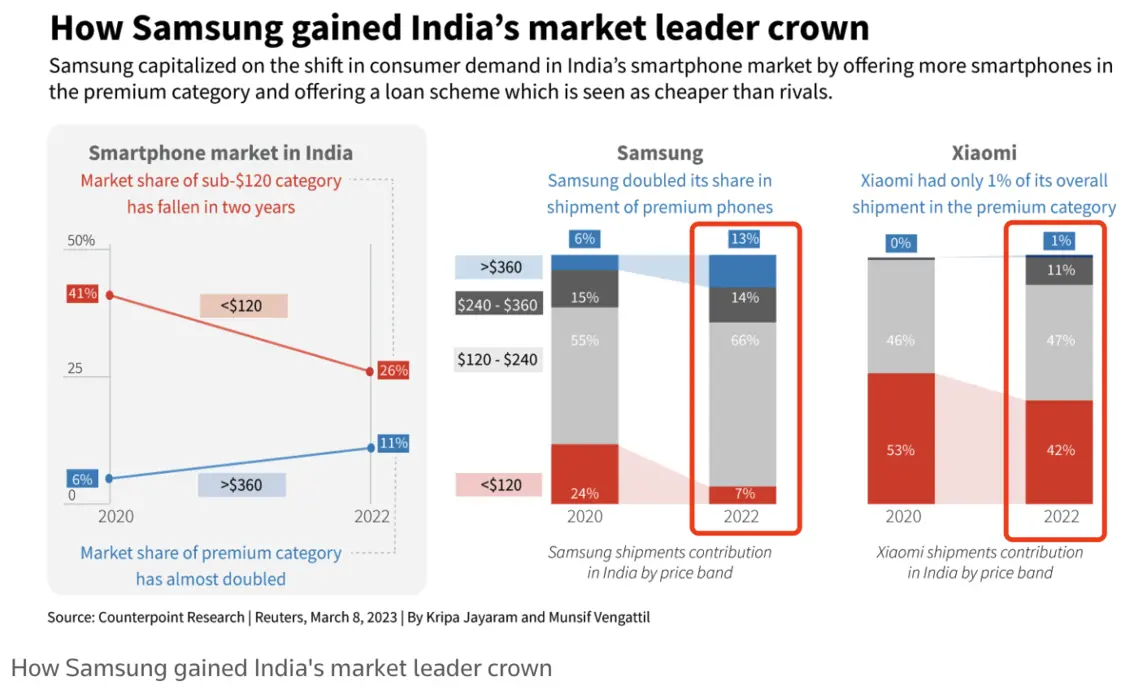 How Samsung gained India’s market leader crown
Samsung capitalized on the shift in consumer demand in India’s smartphone market by offering more smartphones in
the premium category and offering a loan scheme which is seen as cheaper than rivals.
Smartphone market in India
Market share of sub-$120 category
has fallen in two years
50%
41%
<$120
25
26%
11%
6%
>$360
0
2020
2022
Market share of premium category
has almost doubled
Samsung
Samsung doubled its share in
shipment of premium phones
6%
13%
>$360
$240 - $360
15%
14%
$120 - $240
55%
66%
<$120
24%
7%
2020
2022
Samsung shipments contribution
in India by price band
Xiaomi
Xiaomi had only 1% of its overall
shipment in the premium category
0%
1%
11%
46%
47%
53%
42%
2020
2022
Xiaomi shipments contribution
in India by price band
Source: Counterpoint Research | Reuters, March 8, 2023 | By Kripa Jayaram and Munsif Vengattil
How Samsung gained India's market leader crown